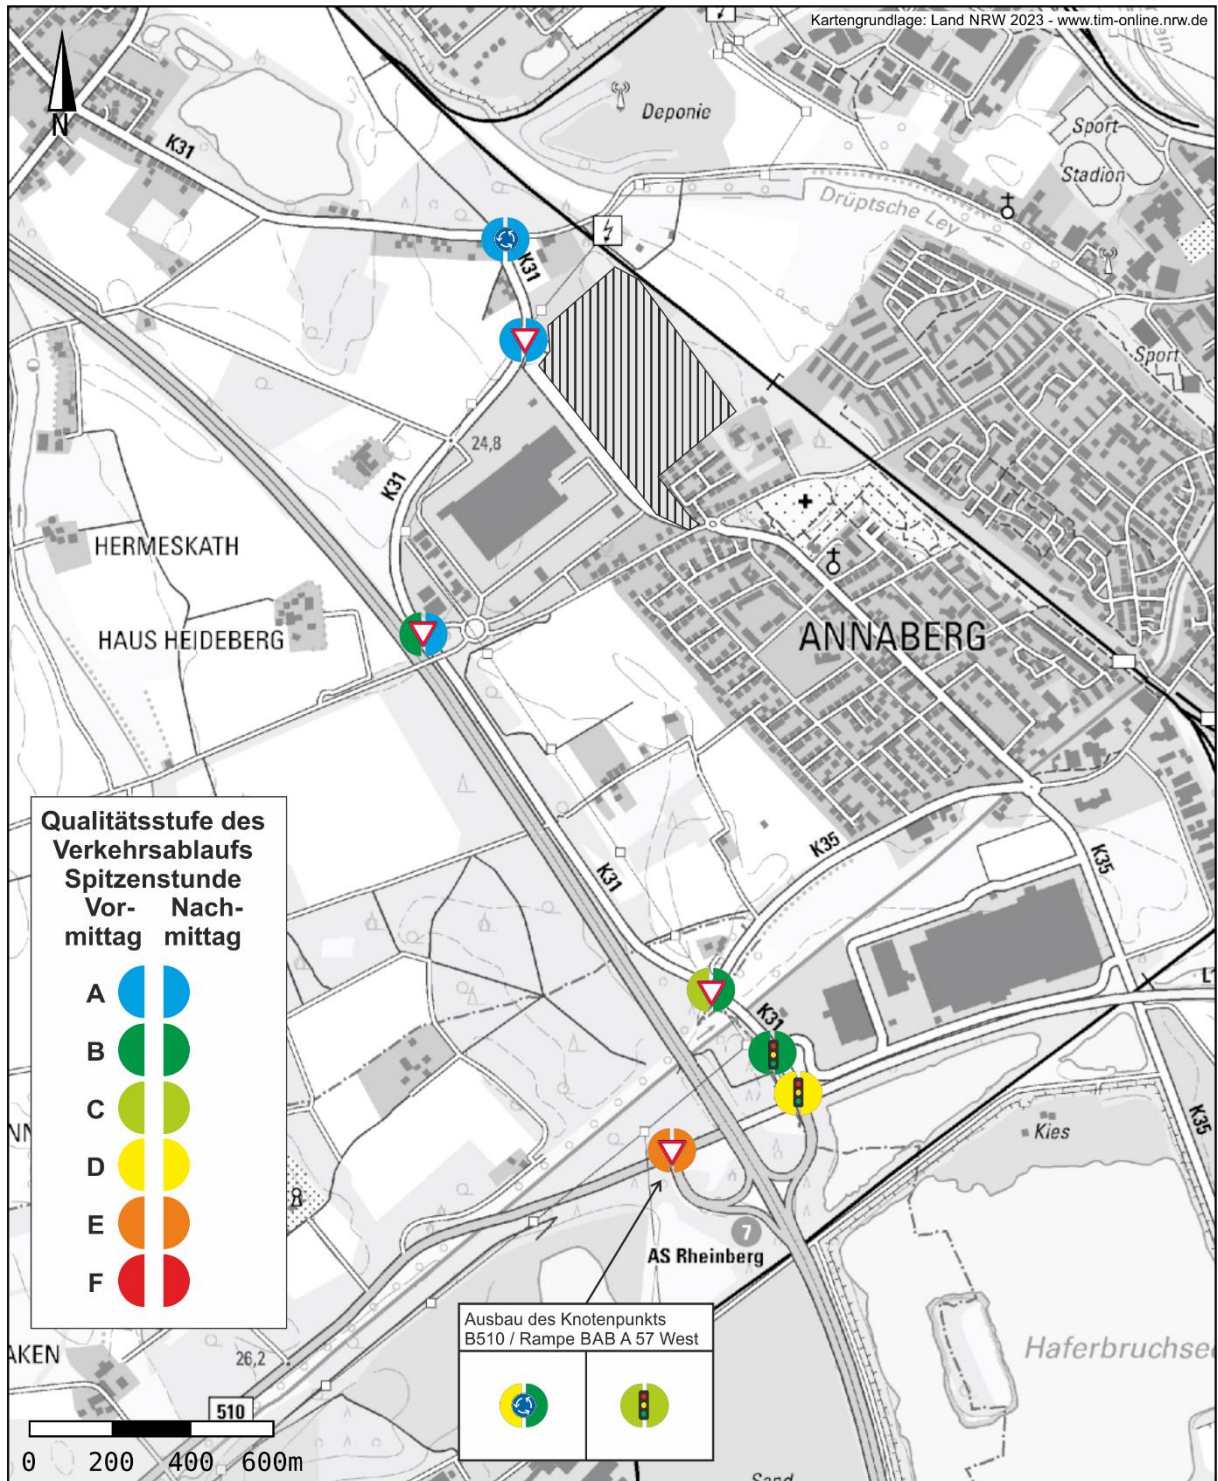 Kartengrundlage: Land NRW 2023 - www.tim-online.nrw.de
N
K31
Deponie
Sport
Stadion
Drüptsche Ley
K31
Sport
24,8
K31
HERMESKATH
HAUS HEIDEBERG
ANNABERG
Qualitätsstufe des
Verkehrsablaufs
Spitzenstunde
Vor-
mittag
Nach-
mittag
A
B
C
D
E
F
K31
K35
K35
K31
L1
K35
Kies
7
AS Rheinberg
Ausbau des Knotenpunkts
B510 / Rampe BAB A 57 West
Haferbruchse
AKEN
26,2
510
0 200 400 600m
Sand